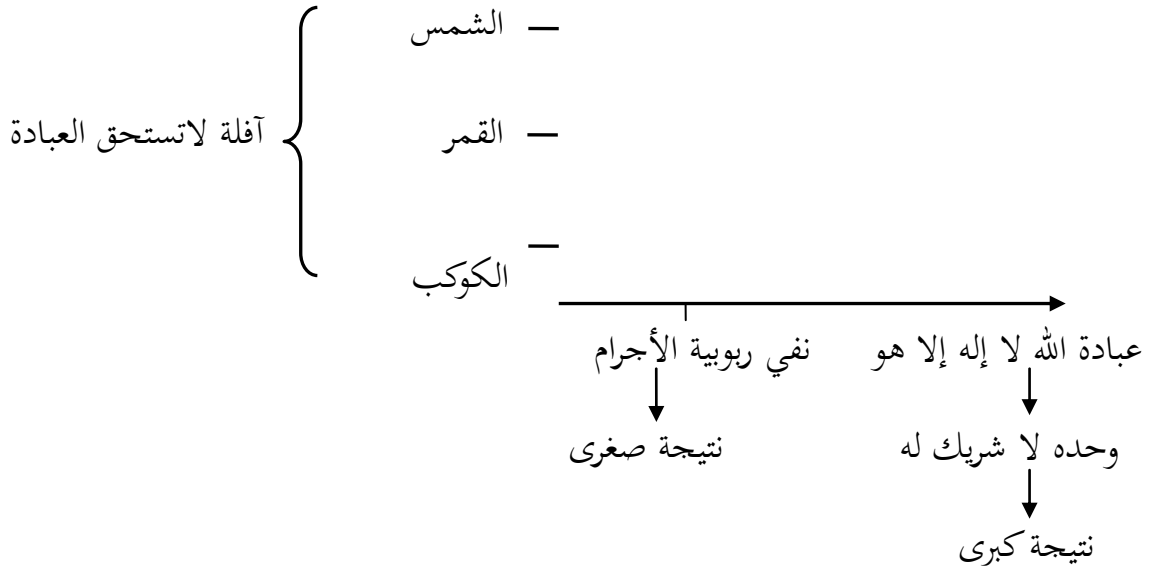 الشمس
آفلة لاتستحق العبادة
القمر
الكوكب
نفي ربوبية الأجرام
عبادة الله لا إله إلا هو
نتيجة صغرى
وحده لا شريك له
نتيجة كبرى